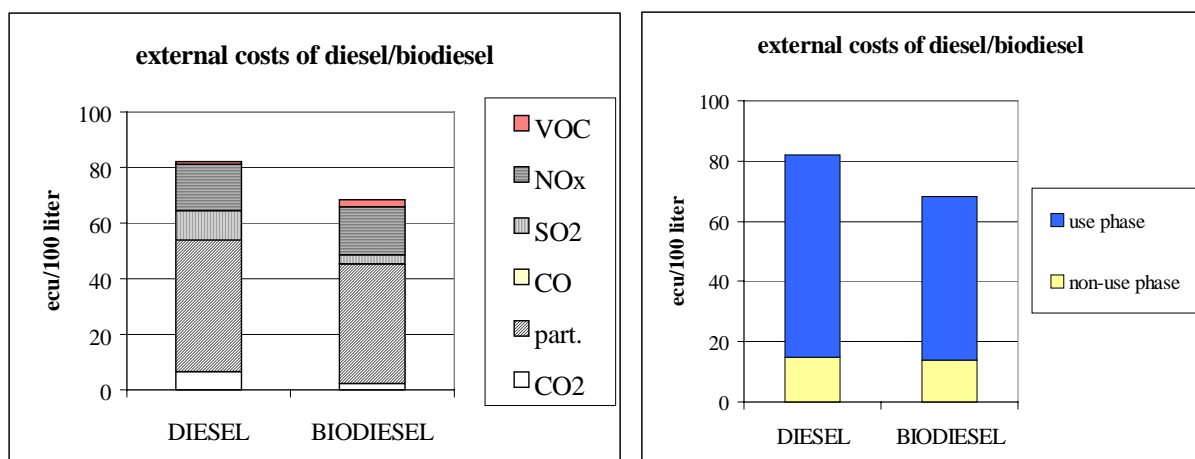 external costs of diesel/biodiesel
ecu/100 liter
100
80
60
40
20
0
DIESEL
BIODIESEL
VOC
NOx
SO2
CO
part.
CO2
external costs of diesel/biodiesel
ecu/100 liter
100
80
60
40
20
0
DIESEL
BIODIESEL
use phase
non-use phase